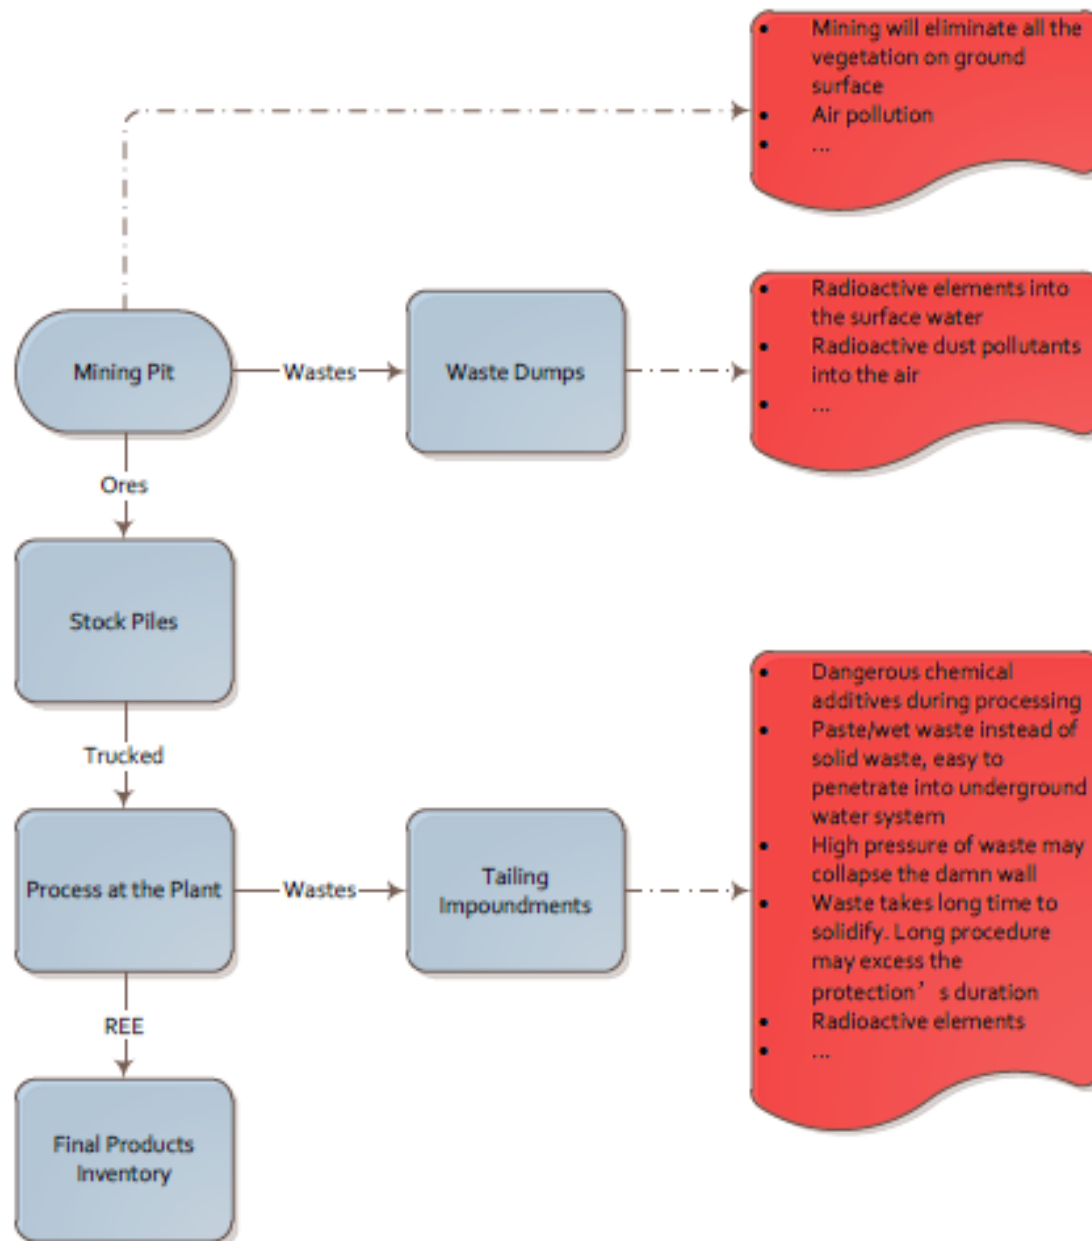 • Mining will eliminate all the
vegetation on ground
surface
• Air pollution
• ...
Mining Pit
Wastes
Waste Dumps
• Radioactive elements into
the surface water
• Radioactive dust pollutants
into the air
• ...
Ores
Stock Piles
Trucked
Process at the Plant
Wastes
Tailing
Impoundments
• Dangerous chemical
additives during processing
• Paste/wet waste instead of
solid waste, easy to
penetrate into underground
water system
• High pressure of waste may
collapse the damn wall
• Waste takes long time to
solidify. Long procedure
may excess the
protection’ s duration
• Radioactive elements
• ...
REE
Final Products
Inventory